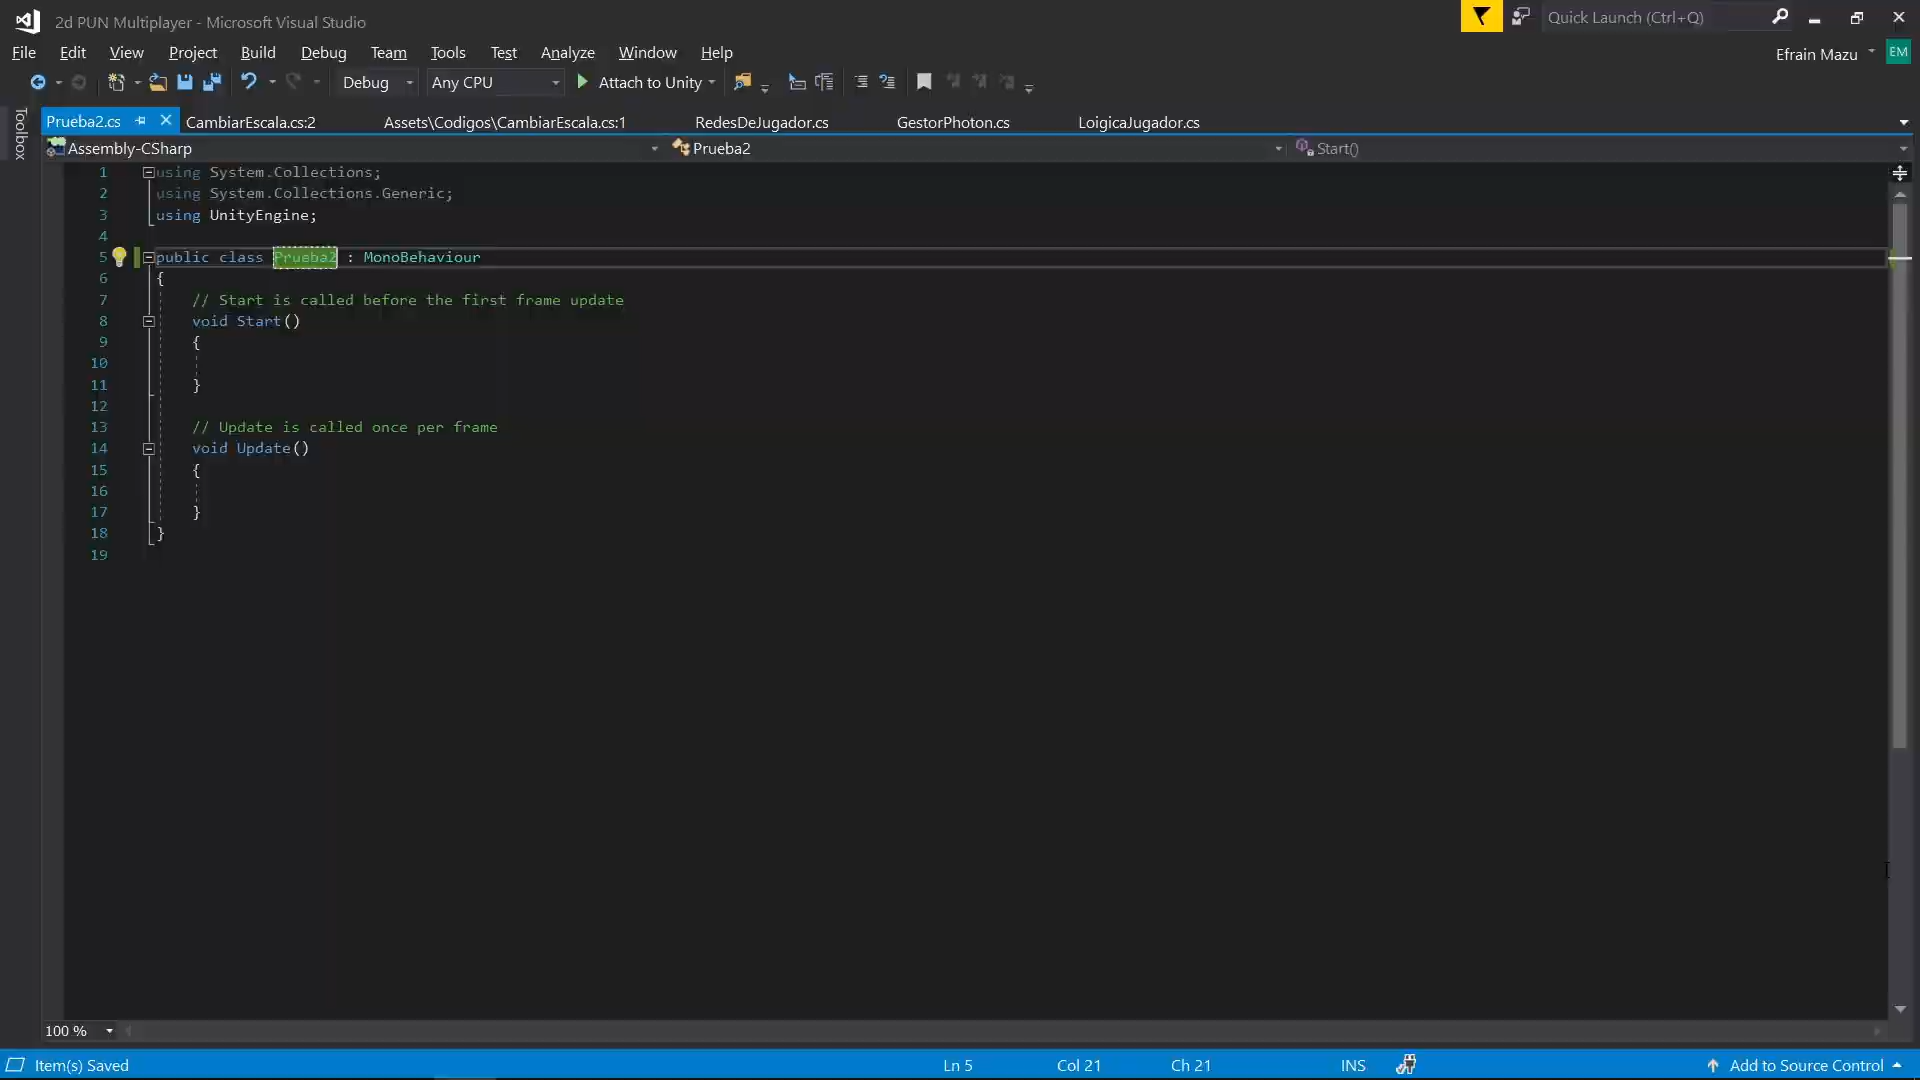 2d PUN Multiplayer - Microsoft Visual Studio
Quick Launch (Ctrl+Q)
File Edit View Project Build Debug Team Tools Test Analyze Window Help
Efrain Mazu EM
Debug Any CPU Attach to Unity
Toolbox
Prueba2.cs CambiarEscala.cs:2 Assets\Codigos\CambiarEscala.cs:1 RedesDeJugador.cs GestorPhoton.cs LoigicaJugador.cs
Assembly-CSharp Prueba2 Start()
1 using System.Collections;
2 using System.Collections.Generic;
3 using UnityEngine;
4
5 public class Prueba2 : MonoBehaviour
6 {
7 // Start is called before the first frame update
8 void Start()
9 {
10
11 }
12
13 // Update is called once per frame
14 void Update()
15 {
16
17 }
18 }
19
100 %
Item(s) Saved Ln 5 Col 21 Ch 21 INS Add to Source Control